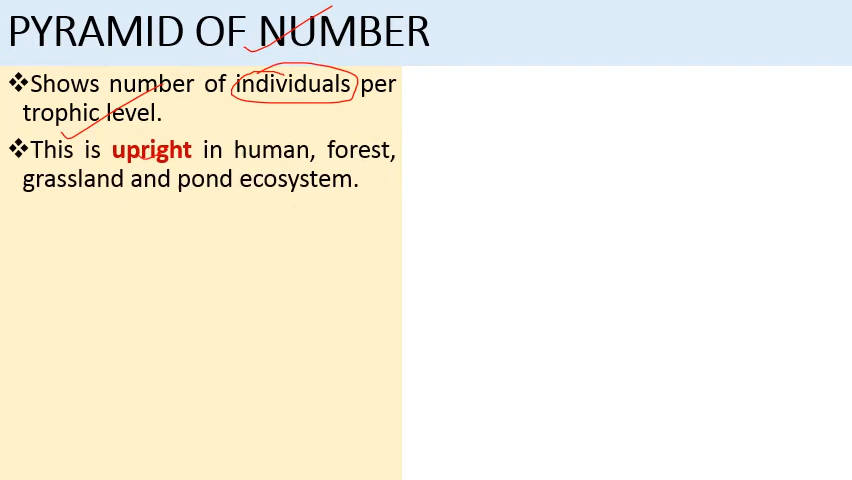 PYRAMID OF NUMBER
❖Shows number of individuals per
trophic level.
❖This is upright in human, forest,
grassland and pond ecosystem.